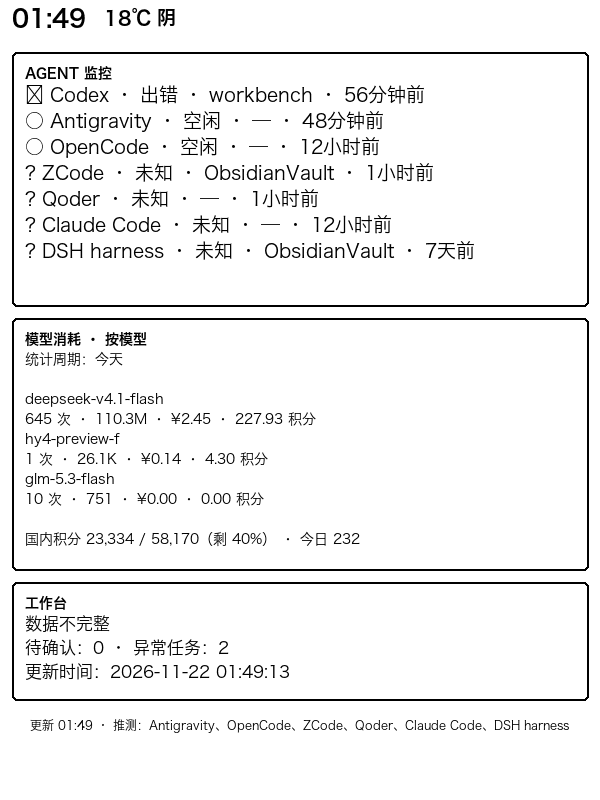 01:49 18℃ 阴
AGENT 监控
☒ Codex · 出错 · workbench · 56分钟前
○ Antigravity · 空闲 · — · 48分钟前
○ OpenCode · 空闲 · — · 12小时前
? ZCode · 未知 · ObsidianVault · 1小时前
? Qoder · 未知 · — · 1小时前
? Claude Code · 未知 · — · 12小时前
? DSH harness · 未知 · ObsidianVault · 7天前
模型消耗 · 按模型
统计周期：今天
deepseek-v4.1-flash
645 次 · 110.3M · ¥2.45 · 227.93 积分
hy4-preview-f
1 次 · 26.1K · ¥0.14 · 4.30 积分
glm-5.3-flash
10 次 · 751 · ¥0.00 · 0.00 积分
国内积分 23,334 / 58,170（剩 40%） · 今日 232
工作台
数据不完整
待确认：0 · 异常任务：2
更新时间：2026-11-22 01:49:13
更新 01:49 · 推测：Antigravity、OpenCode、ZCode、Qoder、Claude Code、DSH harness